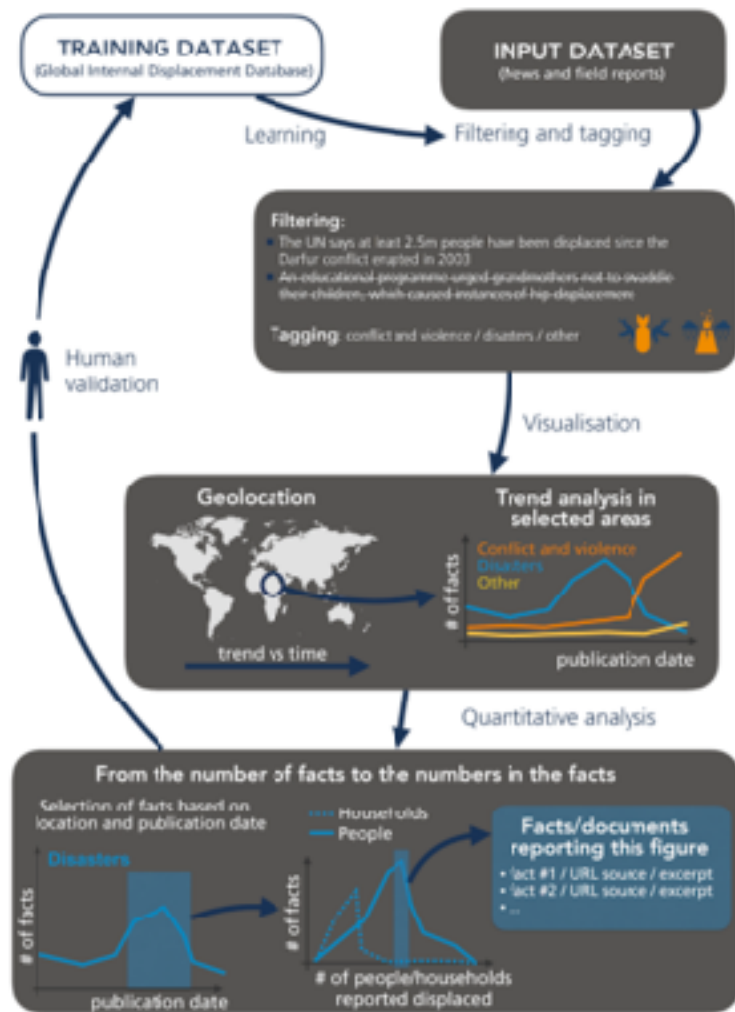 TRAINING DATASET
(Global Internal Displacement Database)
INPUT DATASET
(News and field reports)
Learning
Filtering and tagging
Filtering:
• The UN says at least 2.5m people have been displaced since the
Darfur conflict erupted in 2003
• An educational programme urged grandmothers not to swaddle
their children, which caused instances of hip displacement
Tagging: conflict and violence / disasters / other
Human
validation
Visualisation
Geolocation
trend vs time
Trend analysis in
selected areas
Conflict and violence
Disasters
Other
# of facts
publication date
Quantitative analysis
From the number of facts to the numbers in the facts
Selection of facts based on
location and publication date
Disasters
# of facts
publication date
Households
People
# of facts
# of people/households
reported displaced
Facts/documents
reporting this figure
• fact #1 / URL source / excerpt
• fact #2 / URL source / excerpt
• ...